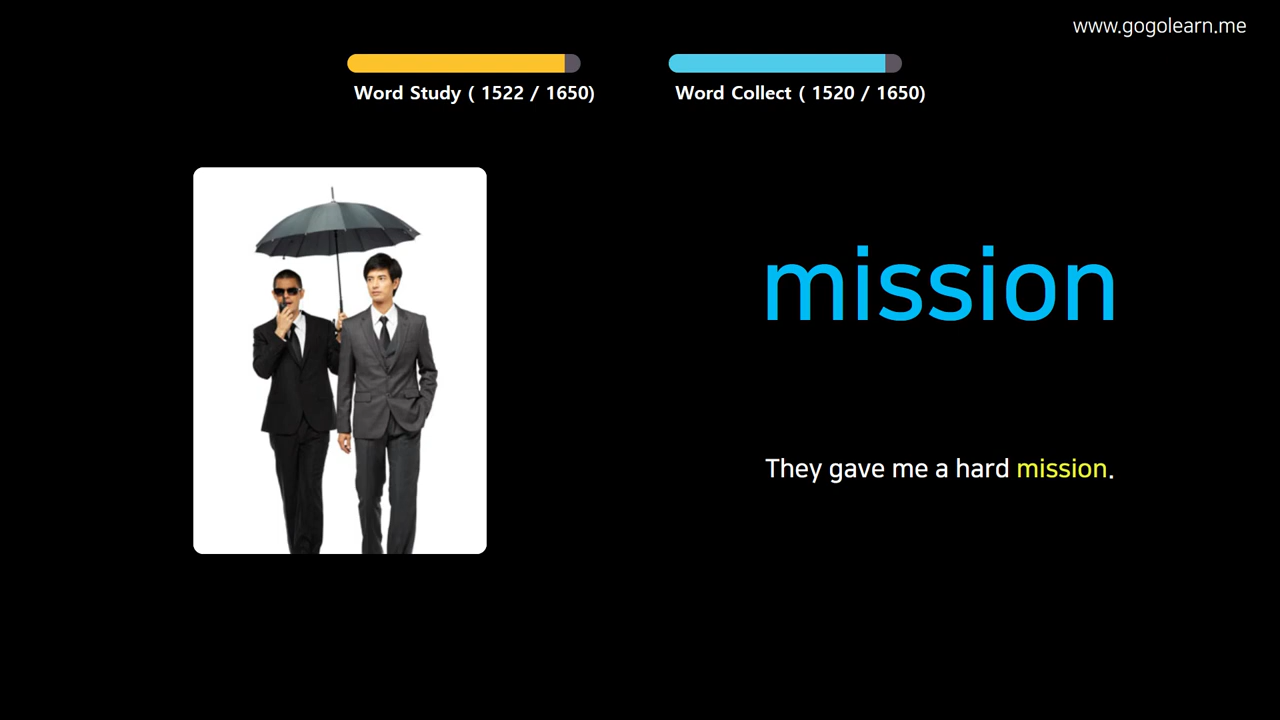 www.gogolearn.me
Word Study ( 1522 / 1650)
Word Collect ( 1520 / 1650)
mission
They gave me a hard mission.